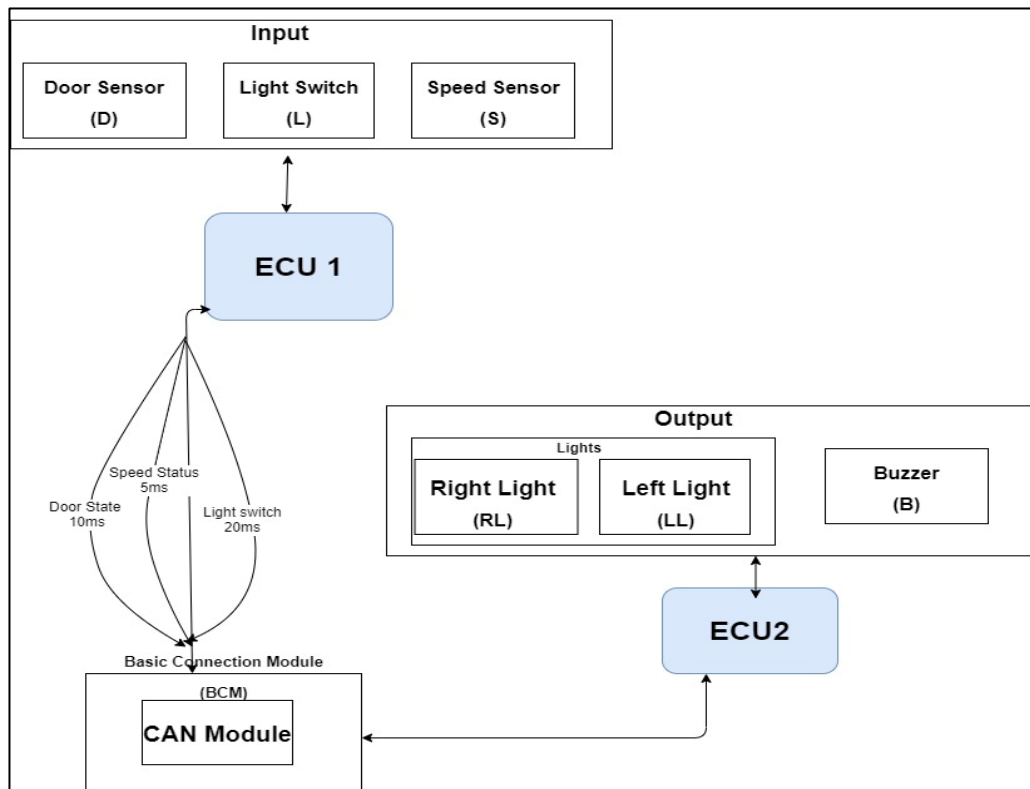 Input
Door Sensor
(D)
Light Switch
(L)
Speed Sensor
(S)
ECU 1
Speed Status
5ms
Door State
10ms
Light switch
20ms
Output
Lights
Right Light
(RL)
Left Light
(LL)
Buzzer
(B)
ECU2
Basic Connection Module
(BCM)
CAN Module